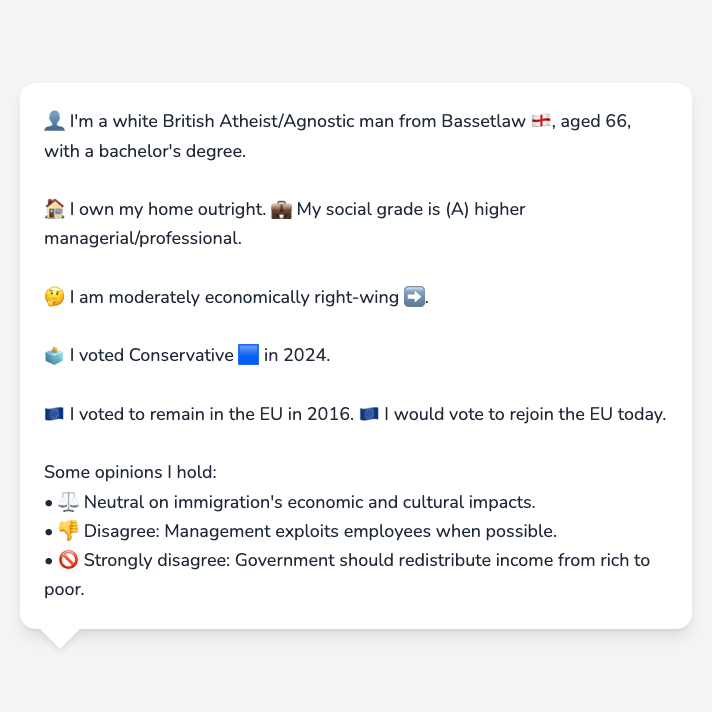 👤 I'm a white British Atheist/Agnostic man from Bassetlaw 🏴󠁧󠁢󠁥󠁮󠁧󠁿, aged 66,
with a bachelor's degree.
🏠 I own my home outright. 💼 My social grade is (A) higher
managerial/professional.
🤔 I am moderately economically right-wing ➡️.
🗳️ I voted Conservative 🟦 in 2024.
🇪🇺 I voted to remain in the EU in 2016. 🇪🇺 I would vote to rejoin the EU today.
Some opinions I hold:
• ⚖️ Neutral on immigration's economic and cultural impacts.
• 👎 Disagree: Management exploits employees when possible.
• 🚫 Strongly disagree: Government should redistribute income from rich to
poor.